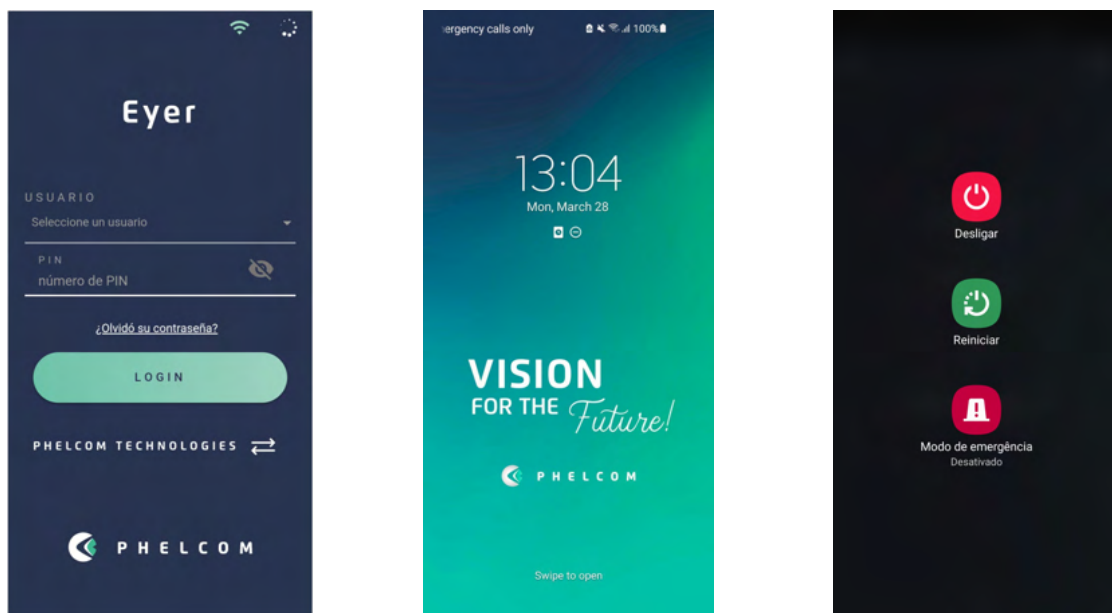 Eyer
USUARIO
Seleccione un usuario
PIN
número de PIN
¿Olvidó su contraseña?
LOGIN
PHELCOM TECHNOLOGIES
PHELCOM
ergency calls only
100%
13:04
Mon, March 28
VISION
FOR THE Future!
PHELCOM
Swipe to open
Desligar
Reiniciar
Modo de emergência
Desativado